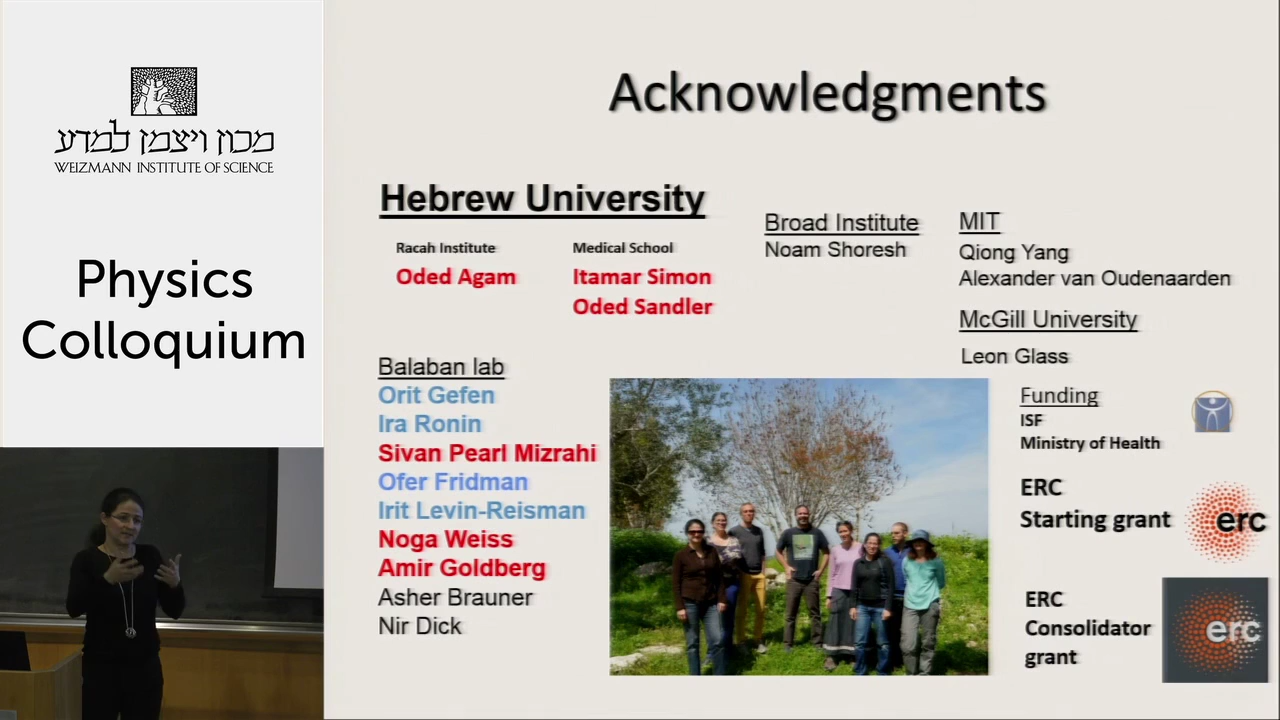 מכון ויצמן למדע
WEIZMANN INSTITUTE OF SCIENCE
Physics
Colloquium
Acknowledgments
Hebrew University
Racah Institute
Oded Agam
Medical School
Itamar Simon
Oded Sandler
Broad Institute
Noam Shoresh
MIT
Qiong Yang
Alexander van Oudenaarden
McGill University
Leon Glass
Balaban lab
Orit Gefen
Ira Ronin
Sivan Pearl Mizrahi
Ofer Fridman
Irit Levin-Reisman
Noga Weiss
Amir Goldberg
Asher Brauner
Nir Dick
Funding
ISF
Ministry of Health
ERC
Starting grant
erc
ERC
Consolidator
grant
erc